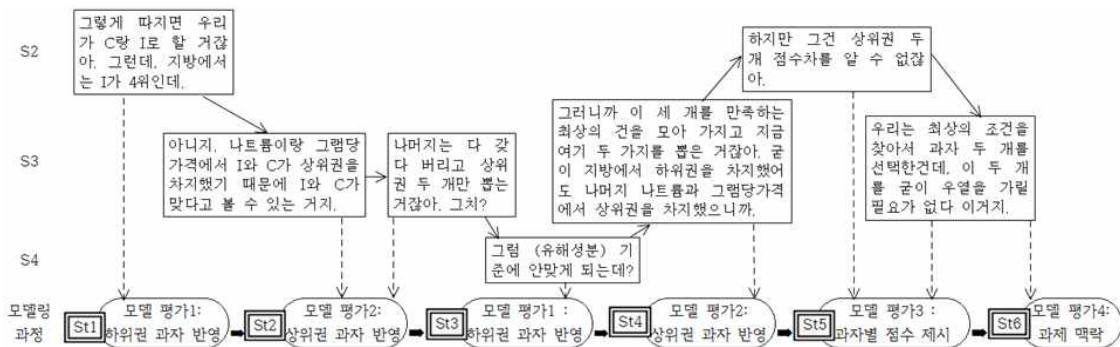 S2
그렇게 따지면 우리
가 C랑 I로 할 거잖
아. 그런데, 지방에서
는 I가 4위인데.
하지만 그건 상위권 두
개 점수차를 알 수 없잖
아.
S3
아니지. 나트륨이랑 그램당
가격에서 I와 C가 상위권을
차지했기 때문에 I와 C가
맞다고 볼 수 있는 거지.
나머지는 다 갖
다 버리고 상위
권 두 개만 뽑는
거잖아. 그치?
그러니까 이 세 개를 만족하는
최상의 건을 모아 가지고 지금
여기 두 가지를 뽑은 거잖아. 굳
이 지방에서 하위권을 차지했어
도 나머지 나트륨과 그램당가격
에서 상위권을 차지했으니까.
우리는 최상의 조건을
찾아서 과자 두 개를
선택한건데, 이 두 개
를 굳이 우열을 가릴
필요가 없다 이거지.
S4
그럼 (유해성분) 기
준에 안맞게 되는데?
모델링
과정
St1
모델 평가1:
하위권 과자 반영
St2
모델 평가2:
상위권 과자 반영
St3
모델 평가1 :
하위권 과자 반영
St4
모델 평가2:
상위권 과자 반영
St5
모델 평가3 :
과자별 점수 제시
St6
모델 평가4:
과제 맥락